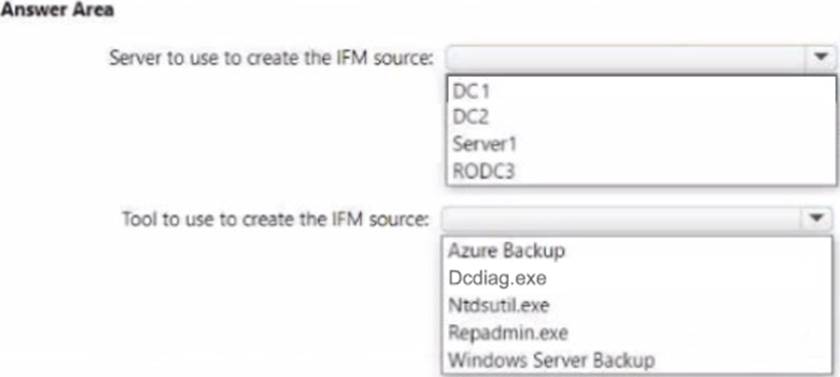 Answer Area
Server to use to create the IFM source:
DC1
DC2
Server1
RODC3
Tool to use to create the IFM source:
Azure Backup
Dcdiag.exe
Ntdsutil.exe
Repadmin.exe
Windows Server Backup